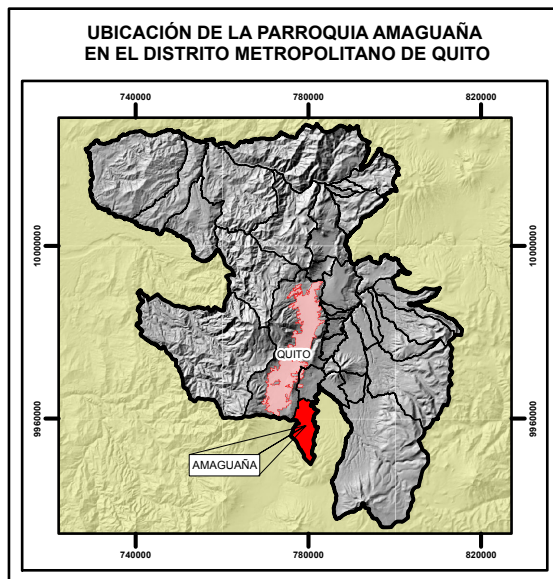 UBICACIÓN DE LA PARROQUIA AMAGUAÑA
EN EL DISTRITO METROPOLITANO DE QUITO
740000
780000
820000
10000000
10000000
QUITO
9960000
9960000
AMAGUAÑA
740000
780000
820000